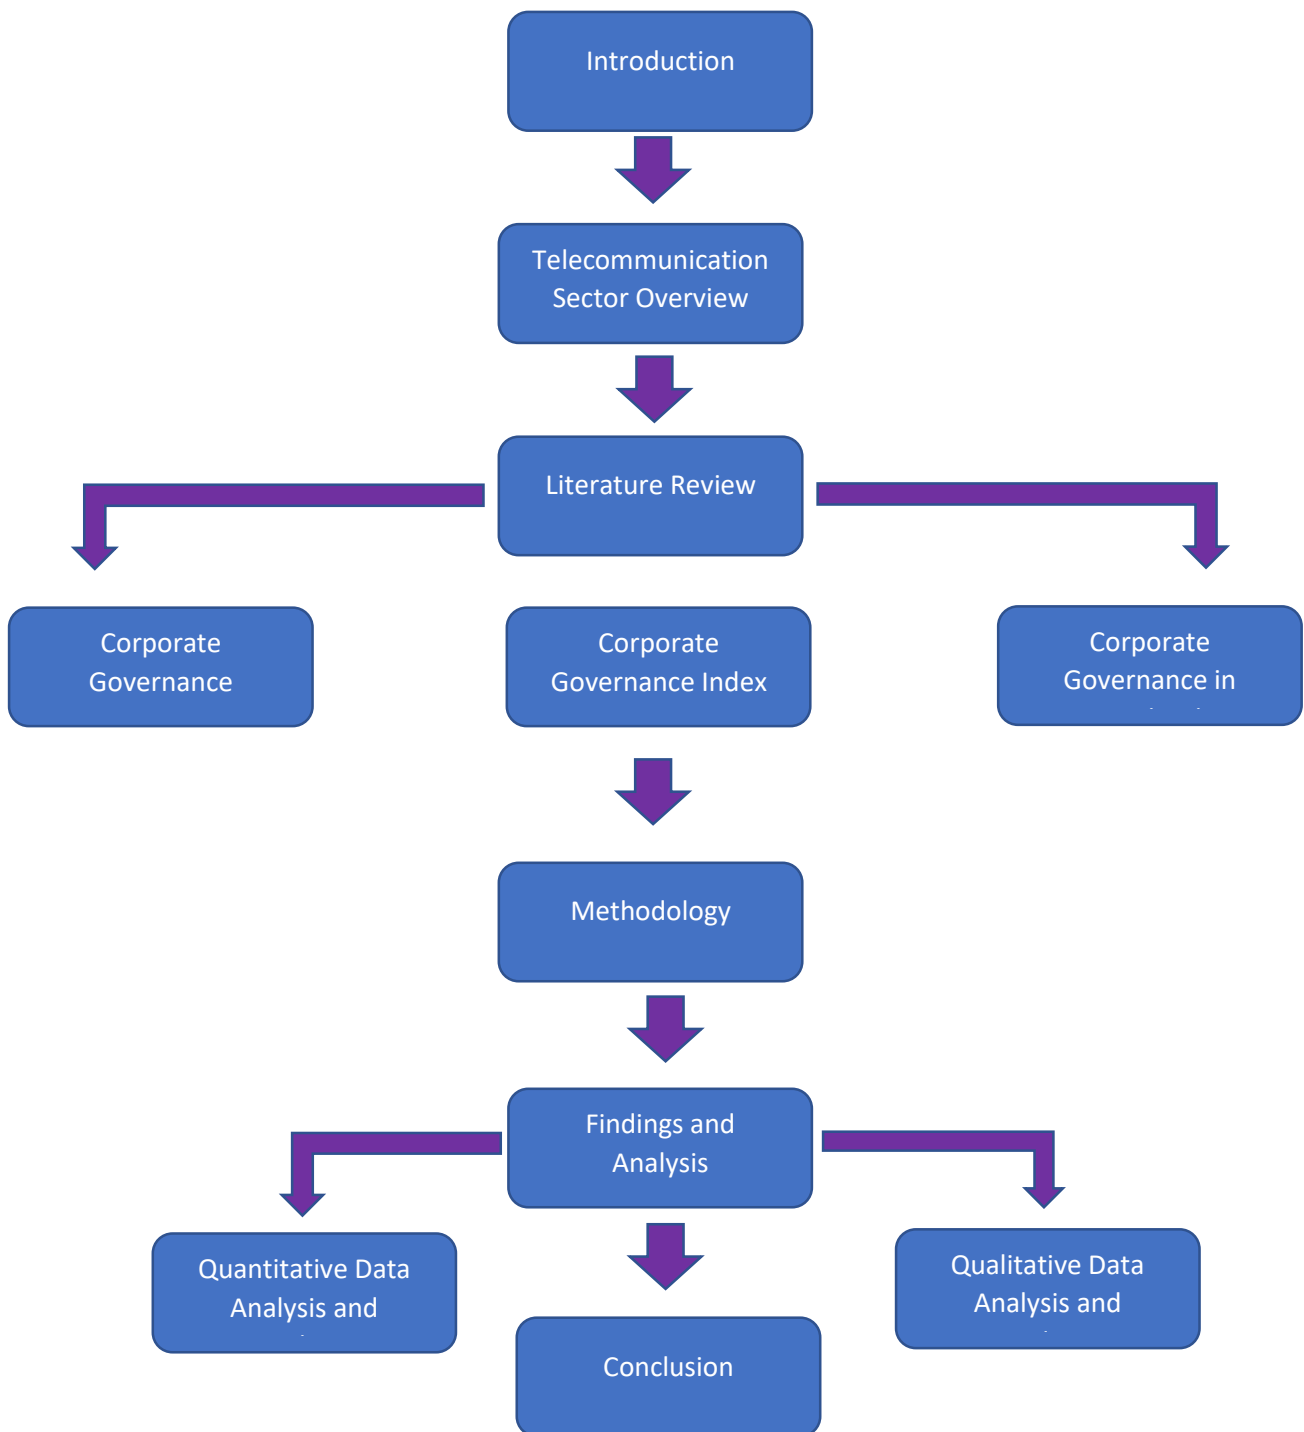 Introduction
Telecommunication
Sector Overview
Literature Review
Corporate
Governance
Corporate
Governance Index
Corporate
Governance in
Methodology
Findings and
Analysis
Quantitative Data
Analysis and
Qualitative Data
Analysis and
Conclusion